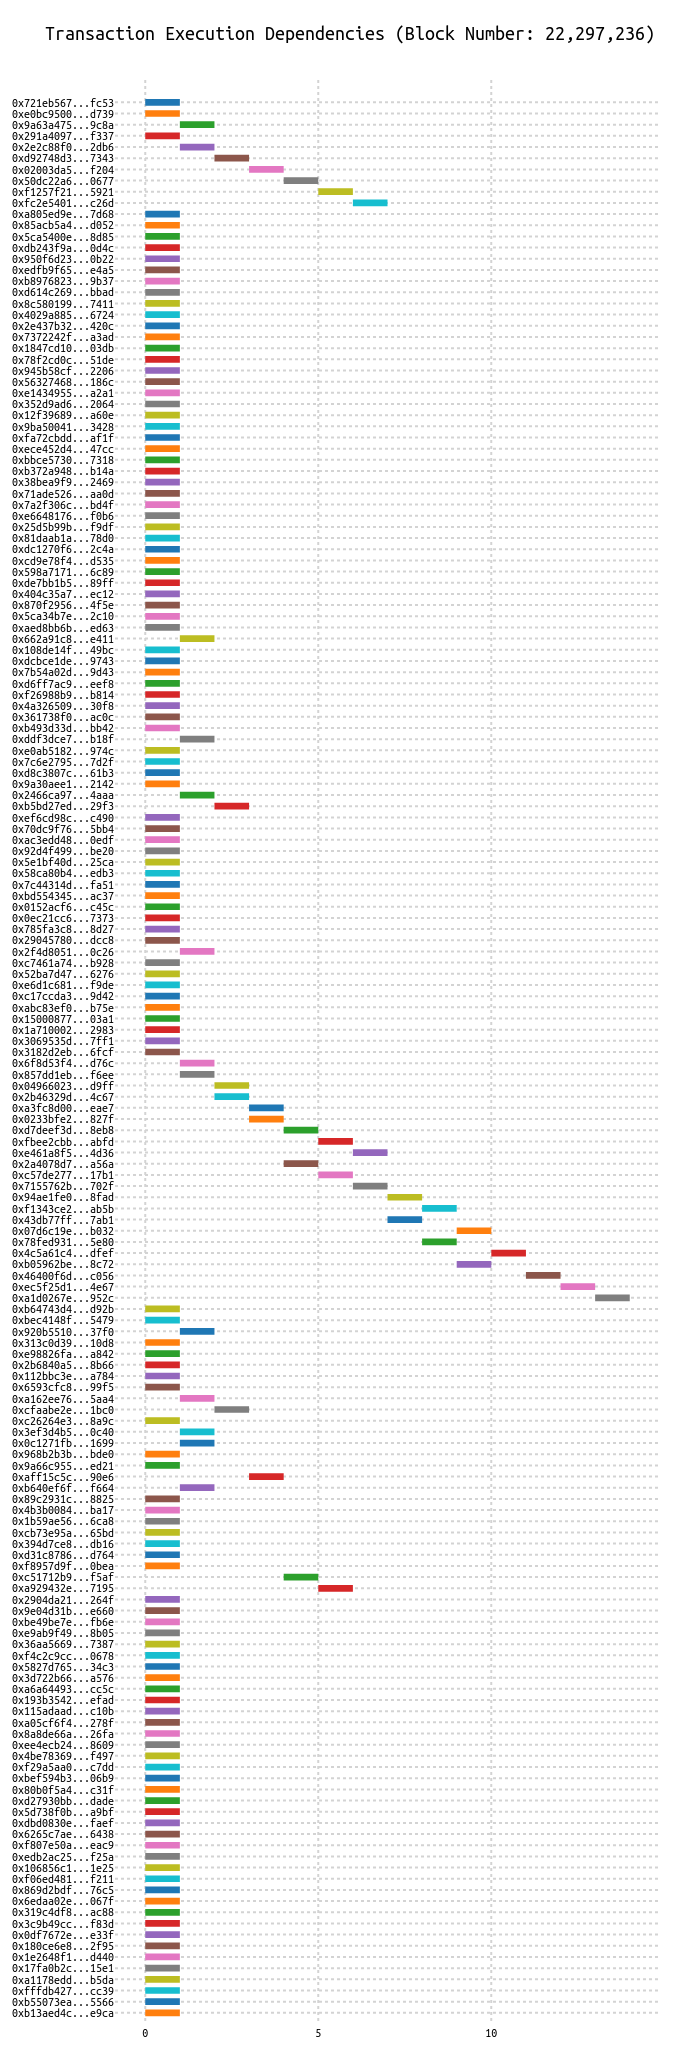 Transaction Execution Dependencies (Block Number: 22,297,236)
0x721eb567...fc53
0xe0bc9500...d739
0x9a63a475...9c8a
0x291a4097...f337
0x2e2c88f0...2db6
0xd92748d3...7343
0x02003da5...f204
0x50dc22a6...0677
0xf1257f21...5921
0xfc2e5401...c26d
0xa805ed9e...7d68
0x85acb5a4...d052
0x5ca5400e...8d85
0xdb243f9a...0d4c
0x950f6d23...0b22
0xedfb9f65...e4a5
0xb8976823...9b37
0xd614c269...bbad
0x8c580199...7411
0x4029a885...6724
0x2e437b32...420c
0x7372242f...a3ad
0x1847cd10...03db
0x78f2cd0c...51de
0x945b58cf...2206
0x56327468...186c
0xe1434955...a2a1
0x352d9ad6...2064
0x12f39689...a60e
0x9ba50041...3428
0xfa72cbdd...af1f
0xece452d4...47cc
0xbbce5730...7318
0xb372a948...b14a
0x38bea9f9...2469
0x71ade526...aa0d
0x7a2f306c...bd4f
0xe6648176...f0b6
0x25d5b99b...f9df
0x81daab1a...78d0
0xdc1270f6...2c4a
0xcd9e78f4...d535
0x598a7171...6c89
0xde7bb1b5...89ff
0x404c35a7...ec12
0x870f2956...4f5e
0x5ca34b7e...2c10
0xaed8bb6b...ed63
0x662a91c8...e411
0x108de14f...49bc
0xdcbce1de...9743
0x7b54a02d...9d43
0xd6ff7ac9...eef8
0xf26988b9...b814
0x4a326509...30f8
0x361738f0...ac0c
0xb493d33d...bb42
0xddf3dce7...b18f
0xe0ab5182...974c
0x7c6e2795...7d2f
0xd8c3807c...61b3
0x9a30aee1...2142
0x2466ca97...4aaa
0xb5bd27ed...29f3
0xef6cd98c...c490
0x70dc9f76...5bb4
0xac3edd48...0edf
0x92d4f499...be20
0x5e1bf40d...25ca
0x58ca80b4...edb3
0x7c44314d...fa51
0xbd554345...ac37
0x0152acf6...c45c
0x0ec21cc6...7373
0x785fa3c8...8d27
0x29045780...dcc8
0x2f4d8051...0c26
0xc7461a74...b928
0x52ba7d47...6276
0xe6d1c681...f9de
0xc17ccda3...9d42
0xabc83ef0...b75e
0x15000877...03a1
0x1a710002...2983
0x3069535d...7ff1
0x3182d2eb...6fcf
0x6f8d53f4...d76c
0x857dd1eb...f6ee
0x04966023...d9ff
0x2b46329d...4c67
0xa3fc8d00...eae7
0x0233bfe2...827f
0xd7deef3d...8eb8
0xfbee2cbb...abfd
0xe461a8f5...4d36
0x2a4078d7...a56a
0xc57de277...17b1
0x7155762b...702f
0x94ae1fe0...8fad
0xf1343ce2...ab5b
0x43db77ff...7ab1
0x07d6c19e...b032
0x78fed931...5e80
0x4c5a61c4...dfef
0xb05962be...8c72
0x46400f6d...c056
0xec5f25d1...4e67
0xa1d0267e...952c
0xb64743d4...d92b
0xbec4148f...5479
0x920b5510...37f0
0x313c0d39...10d8
0xe98826fa...a842
0x2b6840a5...8b66
0x112bbc3e...a784
0x6593cfc8...99f5
0xa162ee76...5aa4
0xcfaabe2e...1bc0
0xc26264e3...8a9c
0x3ef3d4b5...0c40
0x0c1271fb...1699
0x968b2b3b...bde0
0x9a66c955...ed21
0xaff15c5c...90e6
0xb640ef6f...f664
0x89c2931c...8825
0x4b3b0084...ba17
0x1b59ae56...6ca8
0xcb73e95a...65bd
0x394d7ce8...db16
0xd31c8786...d764
0xf8957d9f...0bea
0xc51712b9...f5af
0xa929432e...7195
0x2904da21...264f
0x9e04d31b...e660
0xbe49be7e...fb6e
0xe9ab9f49...8b05
0x36aa5669...7387
0xf4c2c9cc...0678
0x5827d765...34c3
0x3d722b66...a576
0xa6a64493...cc5c
0x193b3542...efad
0x115adaad...c10b
0xa05cf6f4...278f
0x8a8de66a...26fa
0xee4ecb24...8609
0x4be78369...f497
0xf29a5aa0...c7dd
0xbef594b3...06b9
0x80b0f5a4...c31f
0xd27930bb...dade
0x5d738f0b...a9bf
0xdbd0830e...faef
0x6265c7ae...6438
0xf807e50a...eac9
0xedb2ac25...f25a
0x106856c1...1e25
0xf06ed481...f211
0x869d2bdf...76c5
0x6edaa02e...067f
0x319c4df8...ac88
0x3c9b49cc...f83d
0x0df7672e...e33f
0x180ce6e8...2f95
0x1e2648f1...d440
0x17fa0b2c...15e1
0xa1178edd...b5da
0xfffdb427...cc39
0xb55073ea...5566
0xb13aed4c...e9ca
0 5 10